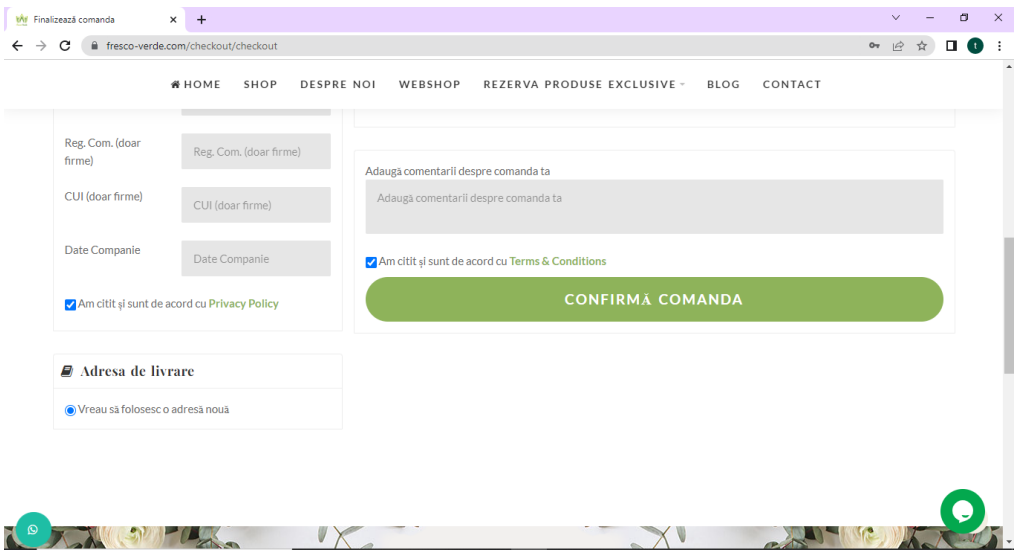 Finalizează comanda
fresco-verde.com/checkout/checkout
HOME SHOP DESPRE NOI WEBSHOP REZERVA PRODUSE EXCLUSIVE BLOG CONTACT
Reg. Com. (doar
firme)
Reg. Com. (doar firme)
CUI (doar firme)
CUI (doar firme)
Date Companie
Date Companie
Am citit și sunt de acord cu Privacy Policy
Adresa de livrare
Vreau să folosesc o adresă nouă
Adaugă comentarii despre comanda ta
Adaugă comentarii despre comanda ta
Am citit și sunt de acord cu Terms & Conditions
CONFIRMĂ COMANDA
t